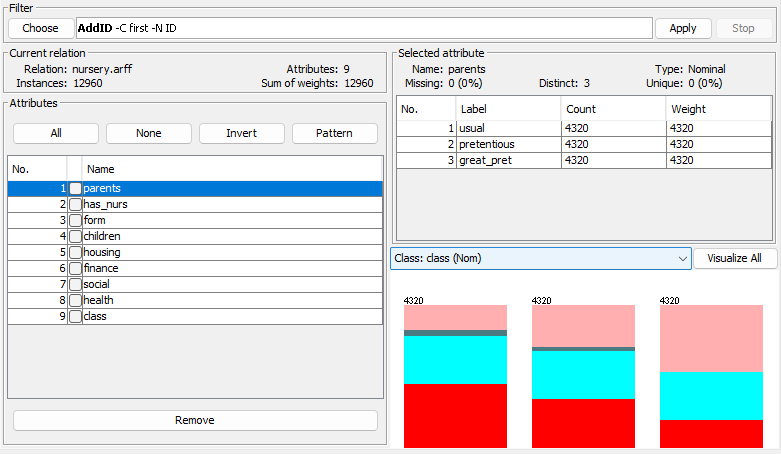 Filter
Choose AddID -C first -N ID Apply Stop
Current relation
Relation: nursery.arff Attributes: 9
Instances: 12960 Sum of weights: 12960
Attributes
All None Invert Pattern
No. Name
1 parents
2 has_nurs
3 form
4 children
5 housing
6 finance
7 social
8 health
9 class
Remove
Selected attribute
Name: parents Type: Nominal
Missing: 0 (0%) Distinct: 3 Unique: 0 (0%)
No. Label Count Weight
1 usual 4320 4320
2 pretentious 4320 4320
3 great_pret 4320 4320
Class: class (Nom) Visualize All
4320 4320 4320